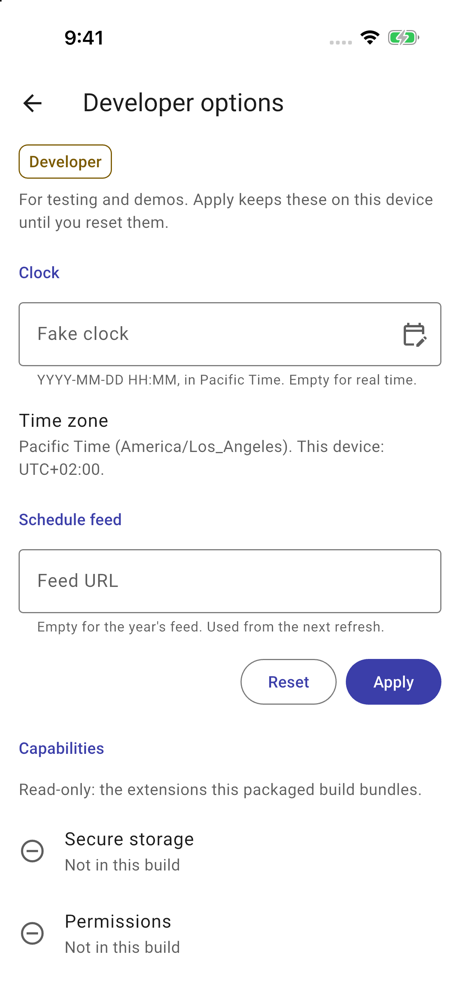 9:41
Developer options
Developer
For testing and demos. Apply keeps these on this device
until you reset them.
Clock
Fake clock
YYYY-MM-DD HH:MM, in Pacific Time. Empty for real time.
Time zone
Pacific Time (America/Los_Angeles). This device:
UTC+02:00.
Schedule feed
Feed URL
Empty for the year's feed. Used from the next refresh.
Reset
Apply
Capabilities
Read-only: the extensions this packaged build bundles.
Secure storage
Not in this build
Permissions
Not in this build